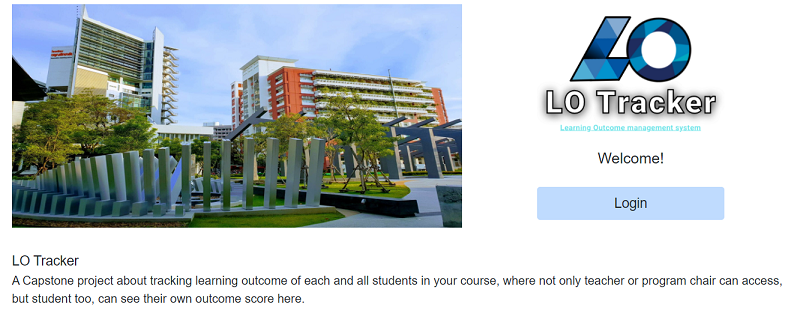 LO
LO Tracker
Learning Outcome management system
Welcome!
Login
LO Tracker
A Capstone project about tracking learning outcome of each and all students in your course, where not only teacher or program chair can access,
but student too, can see their own outcome score here.